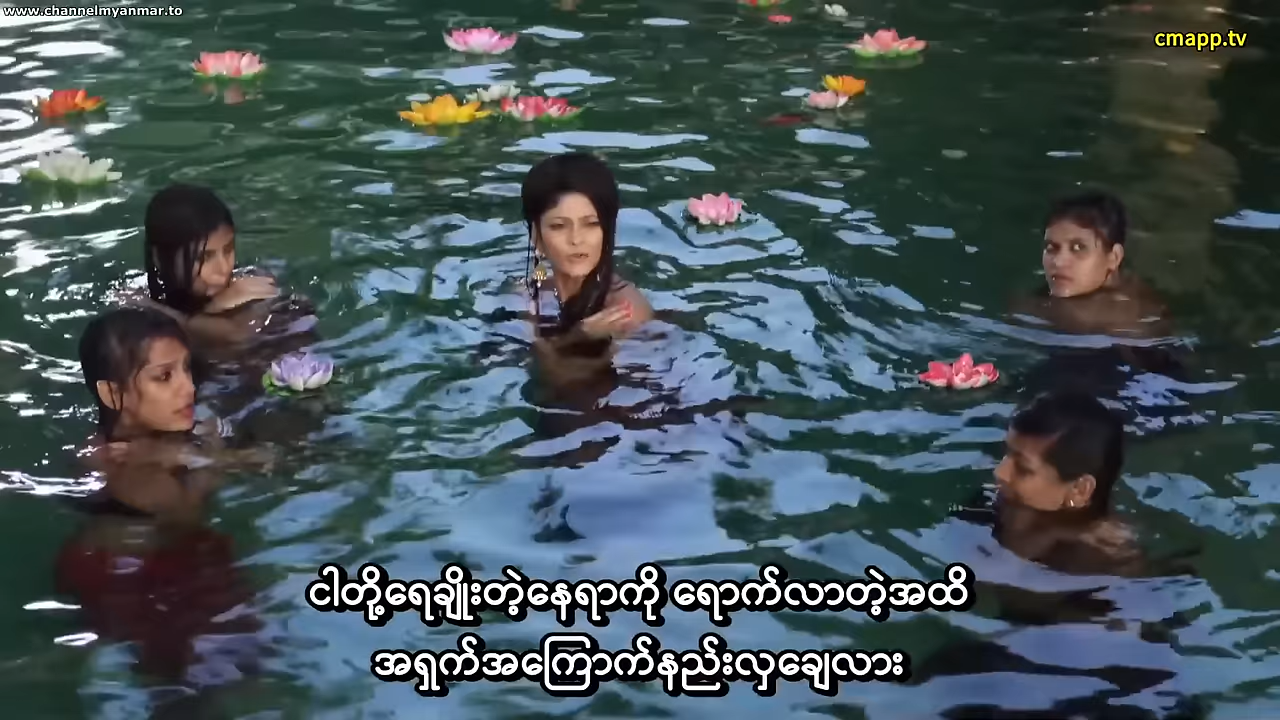 www.channelmyanmar.to
cmapp.tv
ငါတို့ရေချိုးတဲ့နေရာကို ရောက်လာတဲ့အထိ
အရှက်အကြောက်နည်းလှချေလား